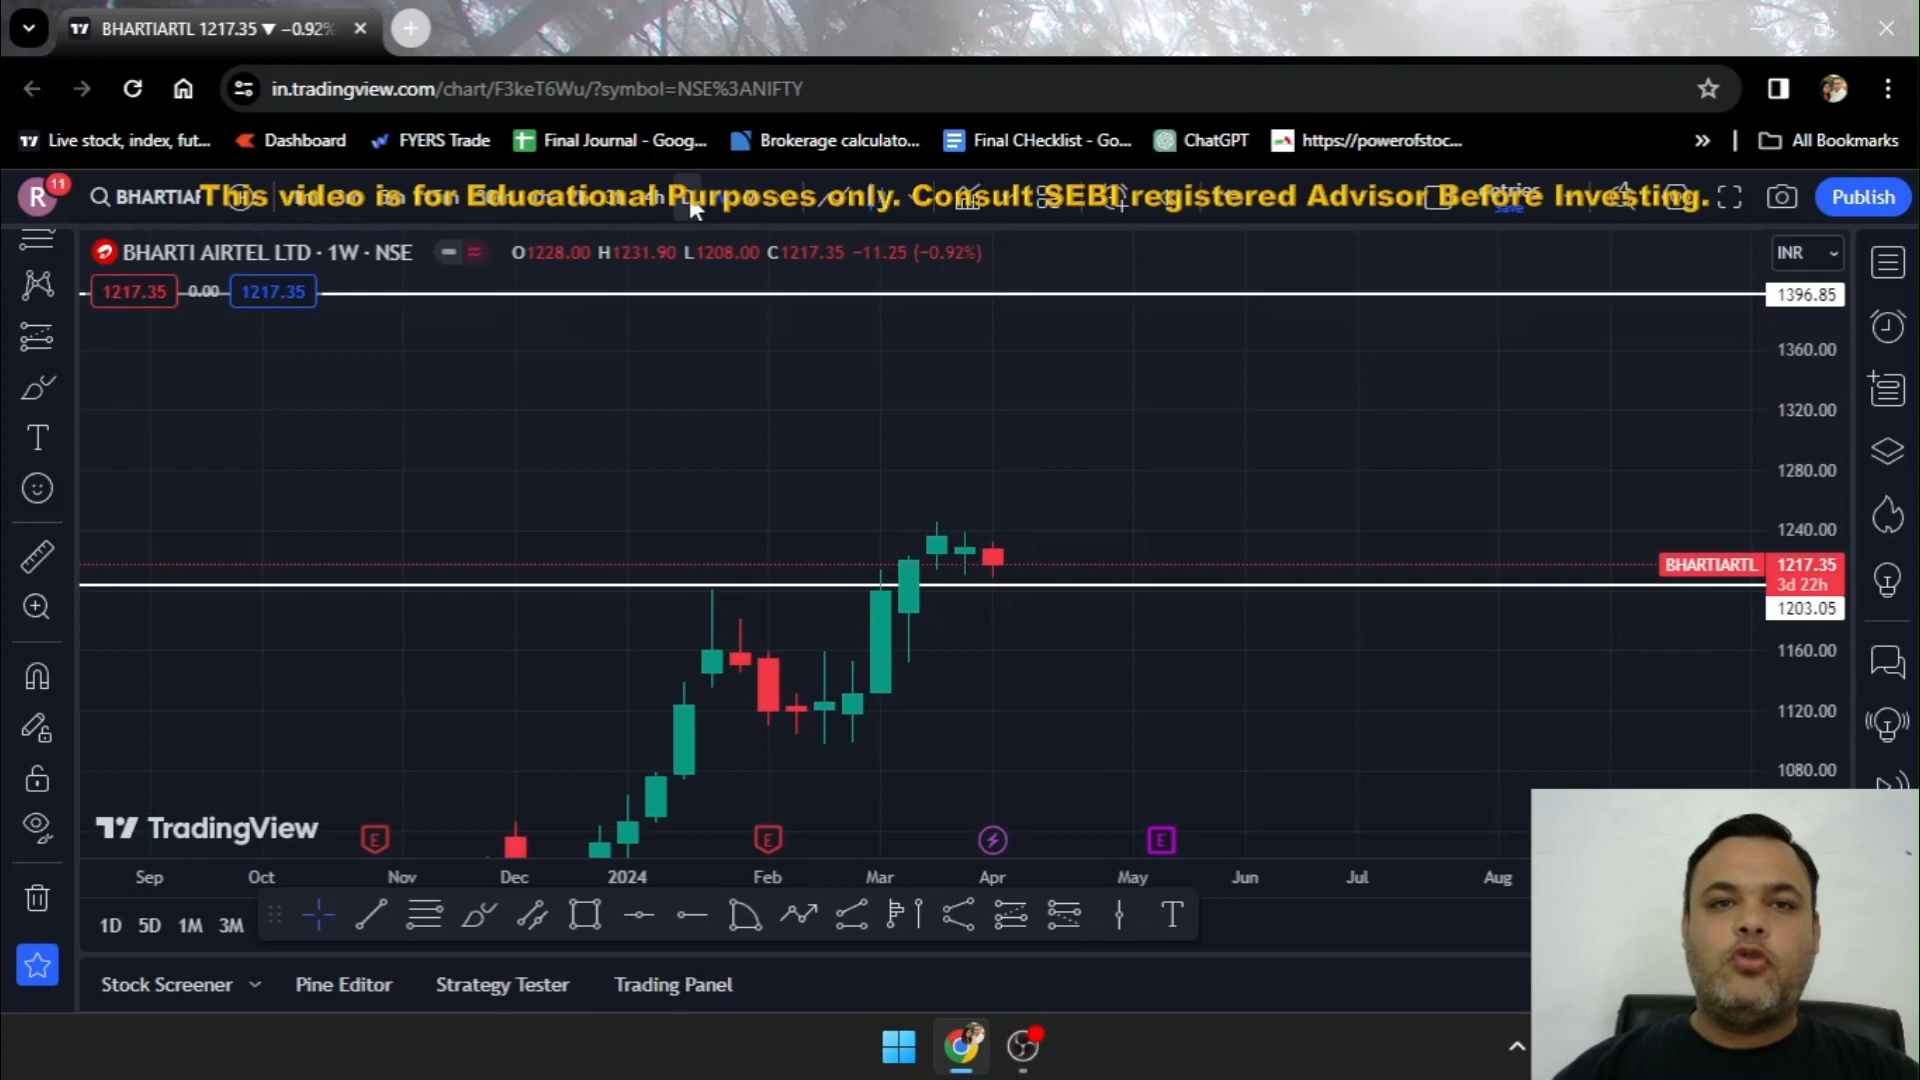 BHARTIARTL 1217.35 ▼ −0.92%
in.tradingview.com/chart/F3keT6Wu/?symbol=NSE%3ANIFTY
Live stock, index, fut... Dashboard FYERS Trade Final Journal - Goog... Brokerage calculato... Final CHecklist - Go... ChatGPT https://powerofstoc... » All Bookmarks
R 11 BHARTIAR Publish
This video is for Educational Purposes only. Consult SEBI registered Advisor Before Investing.
Save
BHARTI AIRTEL LTD · 1W · NSE O1228.00 H1231.90 L1208.00 C1217.35 −11.25 (−0.92%) INR
1217.35 0.00 1217.35
1396.85
1360.00
1320.00
1280.00
1240.00
BHARTIARTL 1217.35
3d 22h
1203.05
1160.00
1120.00
1080.00
TradingView
E E E
Sep Oct Nov Dec 2024 Feb Mar Apr May Jun Jul Aug
1D 5D 1M 3M
Stock Screener Pine Editor Strategy Tester Trading Panel